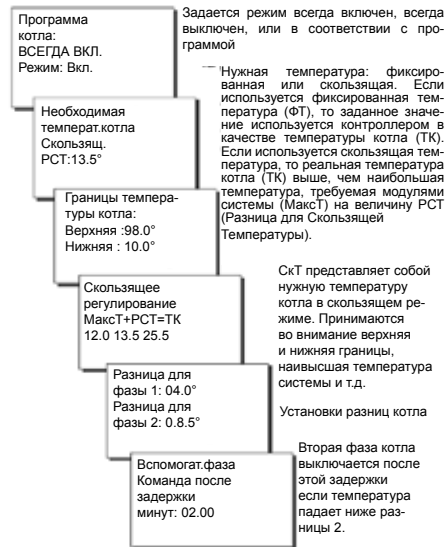 Программа
котла:
ВСЕГДА ВКЛ.
Режим: Вкл.
Задается режим всегда включен, всегда
выключен, или в соответствии с про-
граммой
Необходимая
температ.котла
Скользящ.
РСТ:13.5°
Нужная температура: фиксиро-
ванная или скользящая. Если
используется фиксированная тем-
пература (ФТ), то заданное значе-
ние используется контроллером в
качестве температуры котла (ТК).
Если используется скользящая тем-
пература, то реальная температура
котла (ТК) выше, чем наибольшая
температура, требуемая модулями
системы (МаксТ) на величину РСТ
(Разница для Скользящей
Температуры).
Границы темпера-
туры котла:
Верхняя :98.0°
Нижняя : 10.0°
Скользящее
регулирование
МаксТ+РСТ=ТК
12.0 13.5 25.5
СкТ представляет собой
нужную температуру
котла в скользящем ре-
жиме. Принимаются
во внимание верхняя
и нижняя границы,
наивысшая температура
системы и т.д.
Разница для
фазы 1: 04.0°
Разница для
фазы 2: 0.8.5°
Установки разниц котла
Вспомогат.фаза
Команда после
задержки
минут: 02.00
Вторая фаза котла
выключается после
этой задержки
если температура
падает ниже раз-
ницы 2.